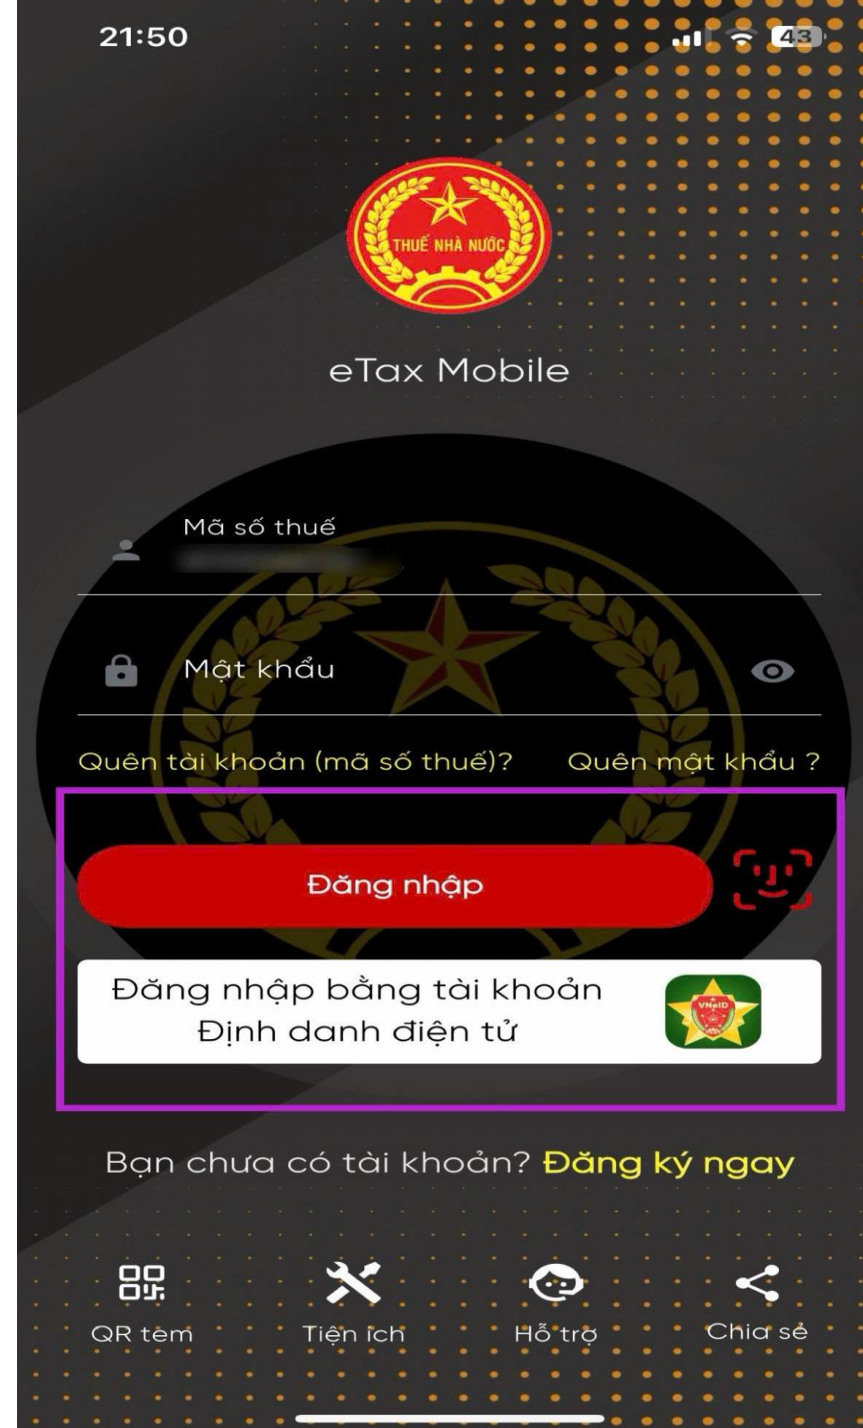 21:50
43
THUẾ NHÀ NƯỚC
eTax Mobile
Mã số thuế
Mật khẩu
Quên tài khoản (mã số thuế)? Quên mật khẩu ?
Đăng nhập
Đăng nhập bằng tài khoản
Định danh điện tử
VNeID
Bạn chưa có tài khoản? Đăng ký ngay
QR tem Tiện ích Hỗ trợ Chia sẻ